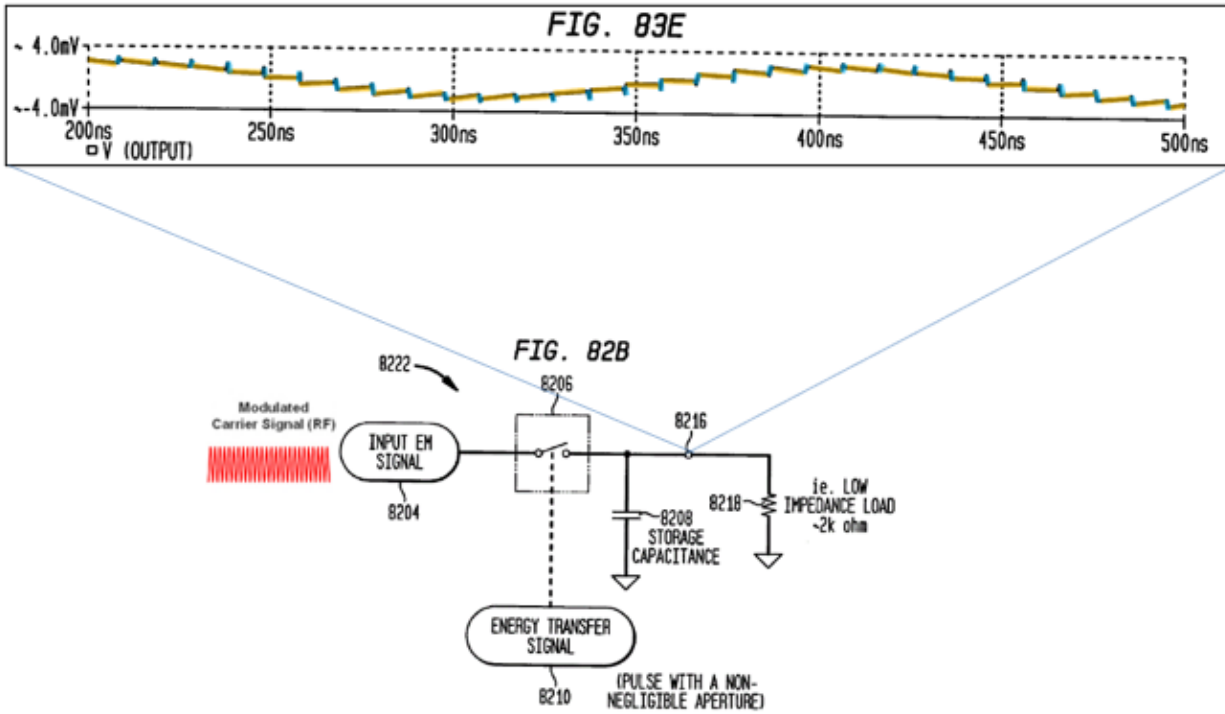 FIG. 83E
~ 4.0mV
~-4.0mV
200ns 250ns 300ns 350ns 400ns 450ns 500ns
V (OUTPUT)
FIG. 82B
8222
8206
8216
Modulated
Carrier Signal (RF)
INPUT EM
SIGNAL
8204
8218
ie. LOW
IMPEDANCE LOAD
~2k ohm
8208
STORAGE
CAPACITANCE
ENERGY TRANSFER
SIGNAL
8210
(PULSE WITH A NON-
NEGLIGIBLE APERTURE)